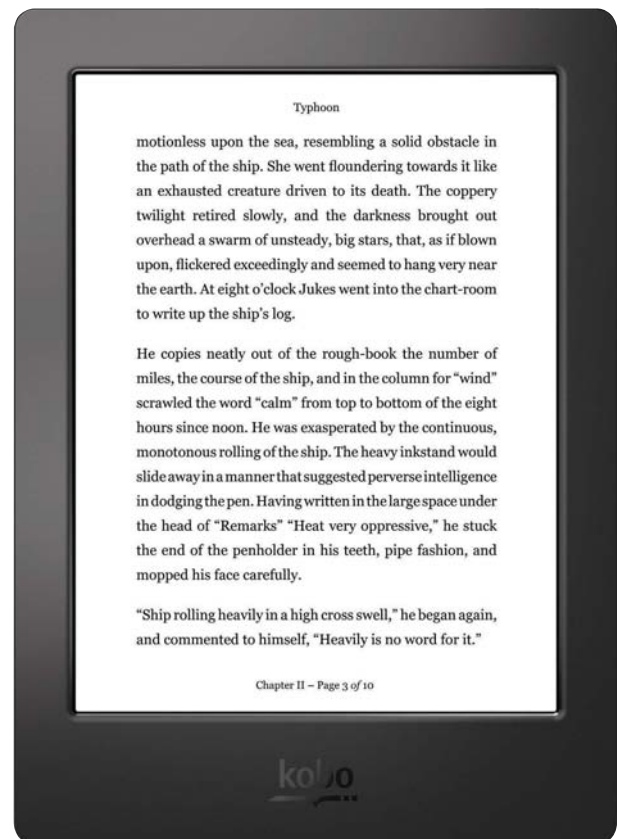 Typhoon
motionless upon the sea, resembling a solid obstacle in
the path of the ship. She went floundering towards it like
an exhausted creature driven to its death. The coppery
twilight retired slowly, and the darkness brought out
overhead a swarm of unsteady, big stars, that, as if blown
upon, flickered exceedingly and seemed to hang very near
the earth. At eight o’clock Jukes went into the chart-room
to write up the ship’s log.
He copies neatly out of the rough-book the number of
miles, the course of the ship, and in the column for “wind”
scrawled the word “calm” from top to bottom of the eight
hours since noon. He was exasperated by the continuous,
monotonous rolling of the ship. The heavy inkstand would
slide away in a manner that suggested perverse intelligence
in dodging the pen. Having written in the large space under
the head of “Remarks” “Heat very oppressive,” he stuck
the end of the penholder in his teeth, pipe fashion, and
mopped his face carefully.
“Ship rolling heavily in a high cross swell,” he began again,
and commented to himself, “Heavily is no word for it.”
Chapter II – Page 3 of 10
kobo